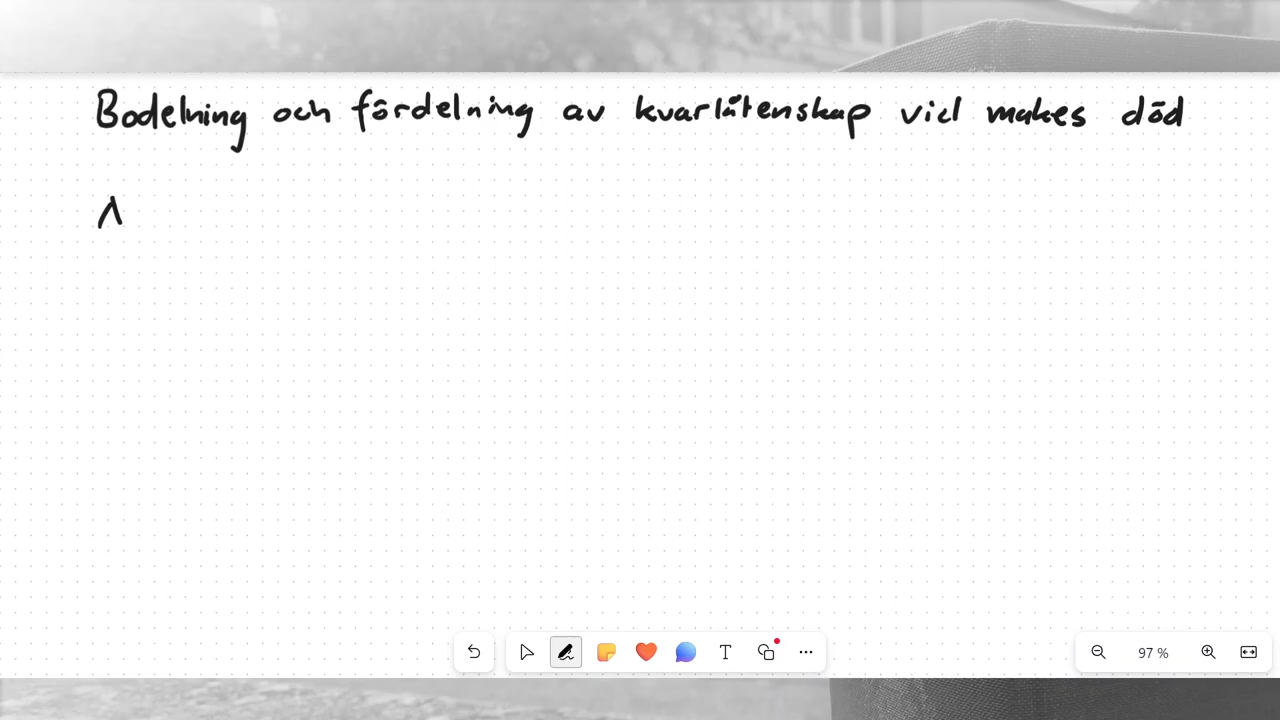 Bodelning och fördelning av kvarlåtenskap vid makes död
T
97 %